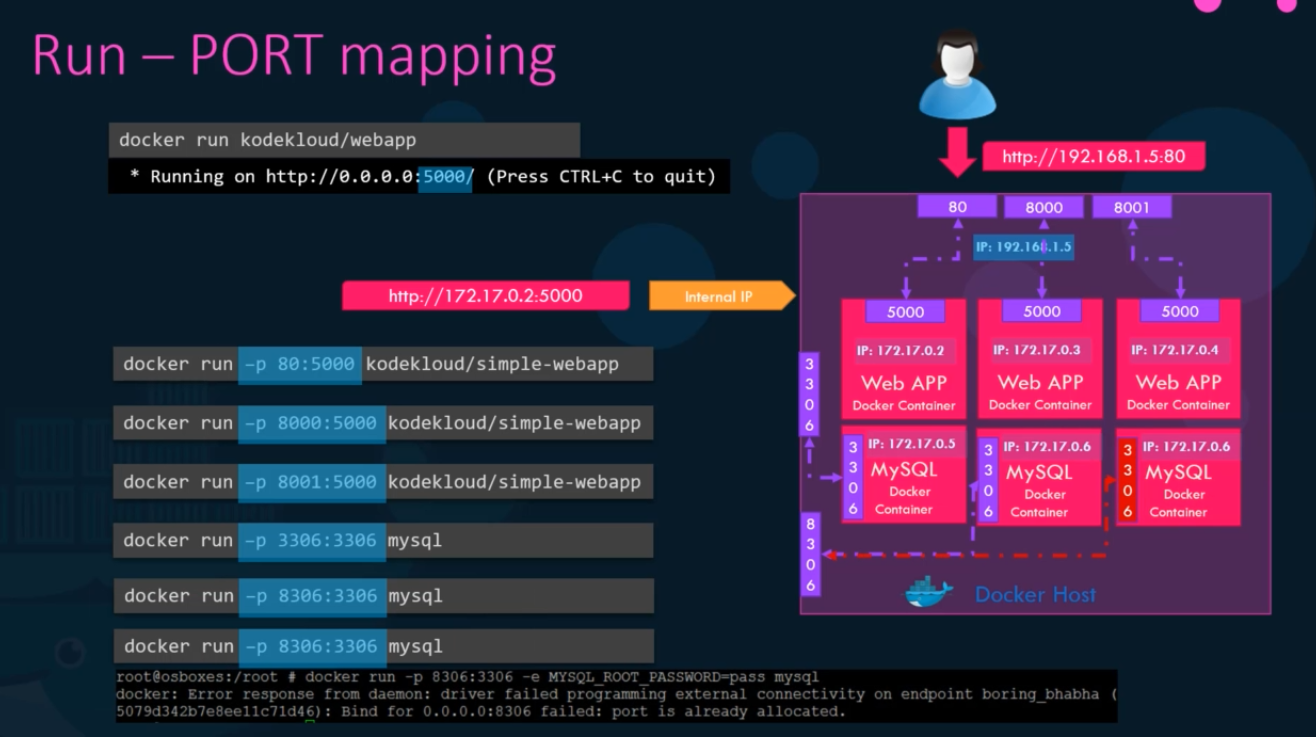 Run – PORT mapping
docker run kodekloud/webapp
* Running on http://0.0.0.0:5000/ (Press CTRL+C to quit)
http://192.168.1.5:80
80 8000 8001
IP: 192.168.1.5
http://172.17.0.2:5000
Internal IP
5000 5000 5000
IP: 172.17.0.2 IP: 172.17.0.3 IP: 172.17.0.4
Web APP Web APP Web APP
Docker Container Docker Container Docker Container
3306
3306 3306 3306
IP: 172.17.0.5 IP: 172.17.0.6 IP: 172.17.0.6
MySQL MySQL MySQL
Docker Docker Docker
Container Container Container
8306
Docker Host
docker run -p 80:5000 kodekloud/simple-webapp
docker run -p 8000:5000 kodekloud/simple-webapp
docker run -p 8001:5000 kodekloud/simple-webapp
docker run -p 3306:3306 mysql
docker run -p 8306:3306 mysql
docker run -p 8306:3306 mysql
root@osboxes:/root # docker run -p 8306:3306 -e MYSQL_ROOT_PASSWORD=pass mysql
docker: Error response from daemon: driver failed programming external connectivity on endpoint boring_bhabha (
5079d342b7e8ee11c71d46): Bind for 0.0.0.0:8306 failed: port is already allocated.